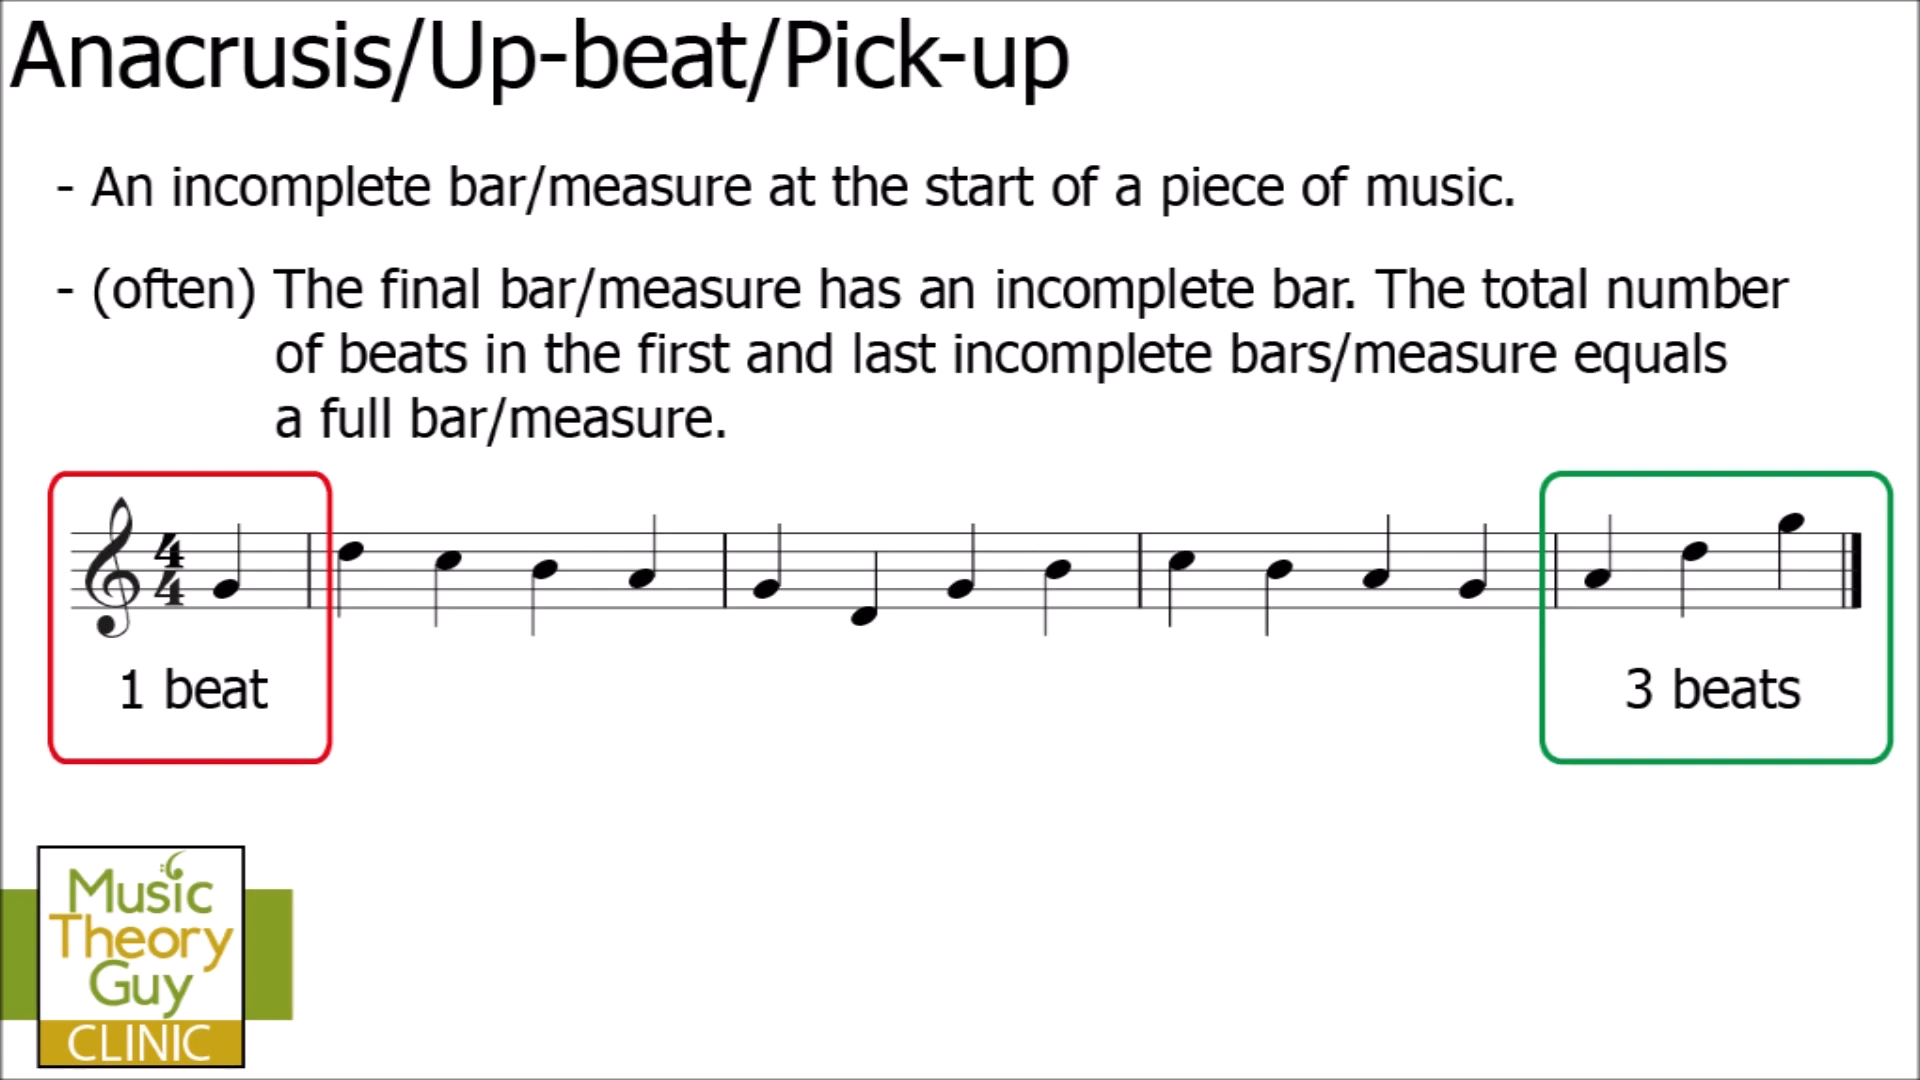 Anacrusis/Up-beat/Pick-up
- An incomplete bar/measure at the start of a piece of music.
- (often) The final bar/measure has an incomplete bar. The total number
of beats in the first and last incomplete bars/measure equals
a full bar/measure.
4
4
1 beat
3 beats
Music
Theory
Guy
CLINIC